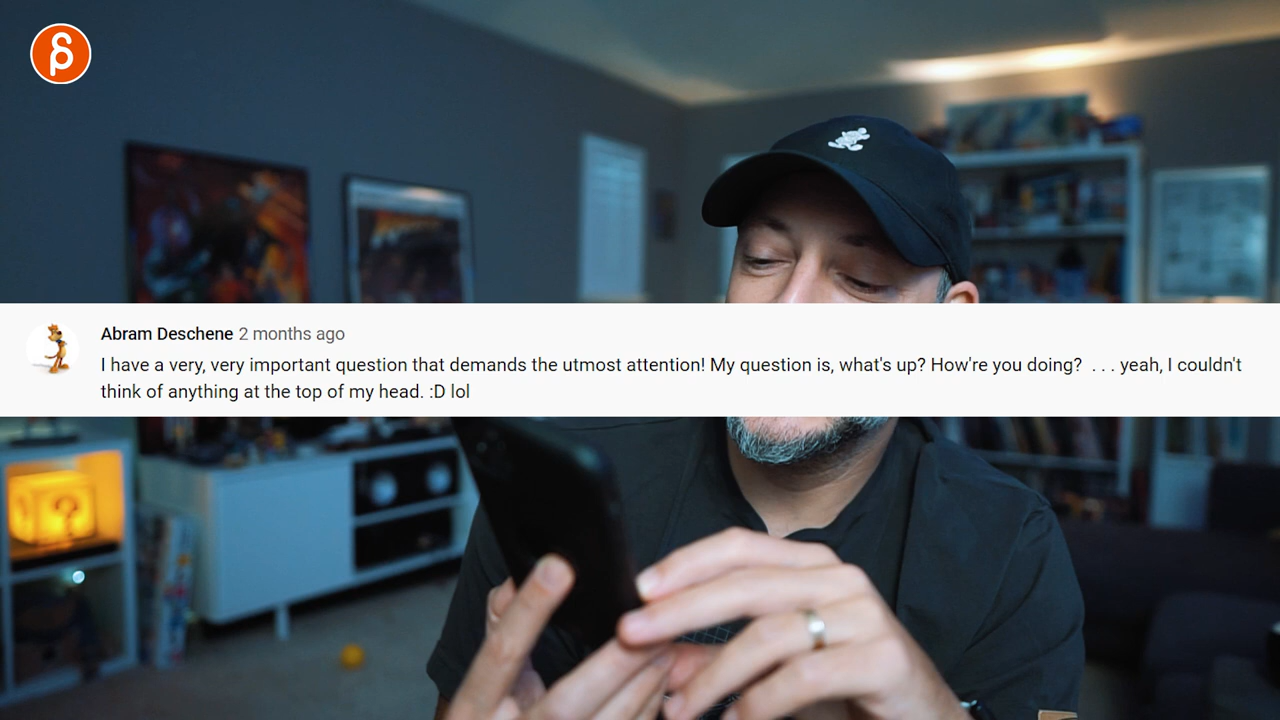 Abram Deschene 2 months ago
I have a very, very important question that demands the utmost attention! My question is, what's up? How're you doing?  . . . yeah, I couldn't
think of anything at the top of my head. :D lol